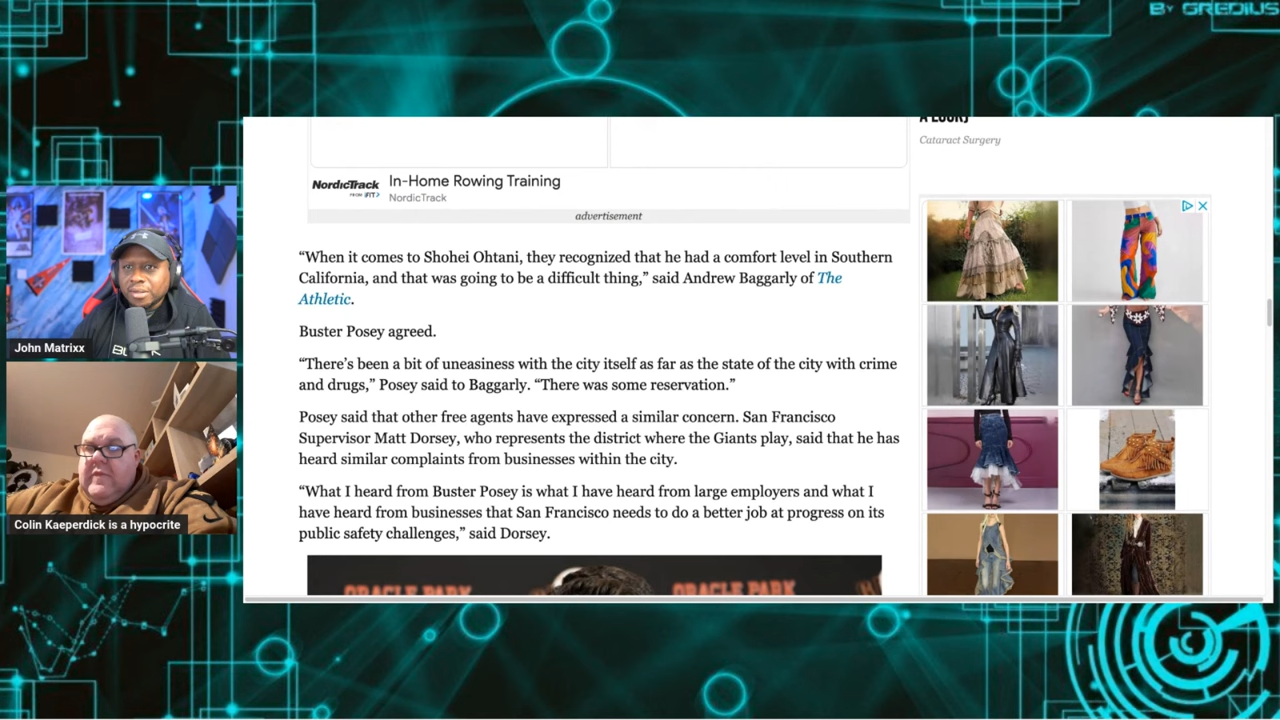 By GREDIUS
Cataract Surgery
NordicTrack
In-Home Rowing Training
NordicTrack
advertisement
“When it comes to Shohei Ohtani, they recognized that he had a comfort level in Southern
California, and that was going to be a difficult thing,” said Andrew Baggarly of The
Athletic.
Buster Posey agreed.
“There’s been a bit of uneasiness with the city itself as far as the state of the city with crime
and drugs,” Posey said to Baggarly. “There was some reservation.”
Posey said that other free agents have expressed a similar concern. San Francisco
Supervisor Matt Dorsey, who represents the district where the Giants play, said that he has
heard similar complaints from businesses within the city.
“What I heard from Buster Posey is what I have heard from large employers and what I
have heard from businesses that San Francisco needs to do a better job at progress on its
public safety challenges,” said Dorsey.
ORACLE PARK ORACLE PARK
John Matrixx
Colin Kaeperdick is a hypocrite